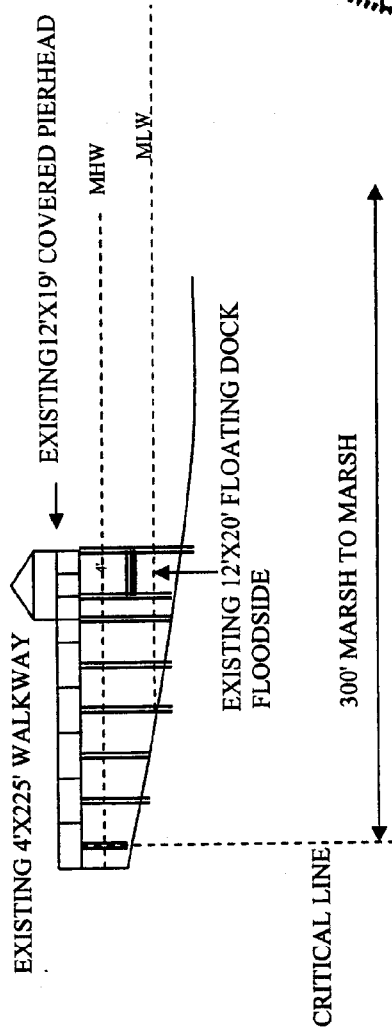 EXISTING 4'X225' WALKWAY
EXISTING12'X19' COVERED PIERHEAD
MHW
4'
MLW
EXISTING 12'X20' FLOATING DOCK
FLOODSIDE
300' MARSH TO MARSH
CRITICAL LINE